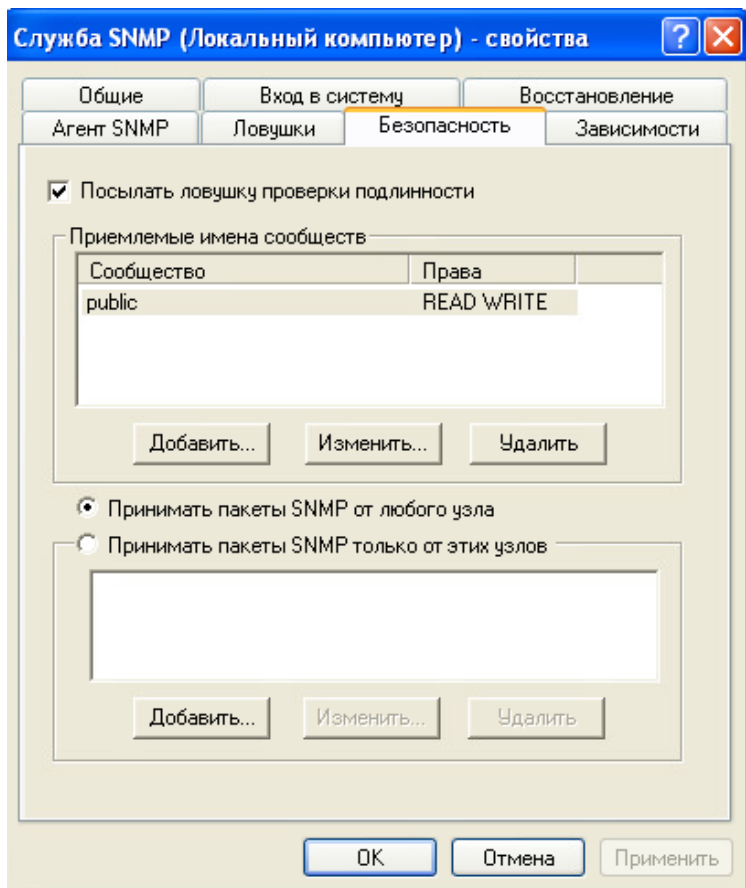 Служба SNMP (Локальный компьютер) - свойства
Общие Вход в систему Восстановление
Агент SNMP Ловушки Безопасность Зависимости
Посылать ловушку проверки подлинности
Приемлемые имена сообществ
Сообщество Права
public READ WRITE
Добавить... Изменить... Удалить
Принимать пакеты SNMP от любого узла
Принимать пакеты SNMP только от этих узлов
Добавить... Изменить... Удалить
OK Отмена Применить